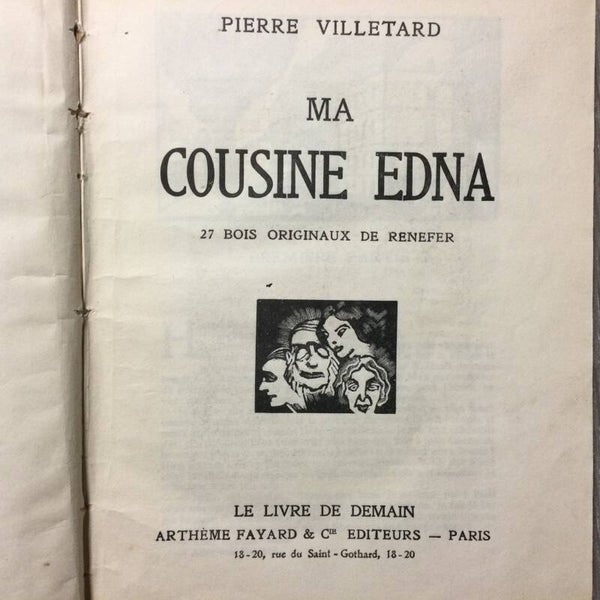 PIERRE VILLETARD
MA
COUSINE EDNA
27 BOIS ORIGINAUX DE RENEFER
LE LIVRE DE DEMAIN
ARTHÈME FAYARD & Cie EDITEURS — PARIS
18-20, rue du Saint-Gothard, 18-20